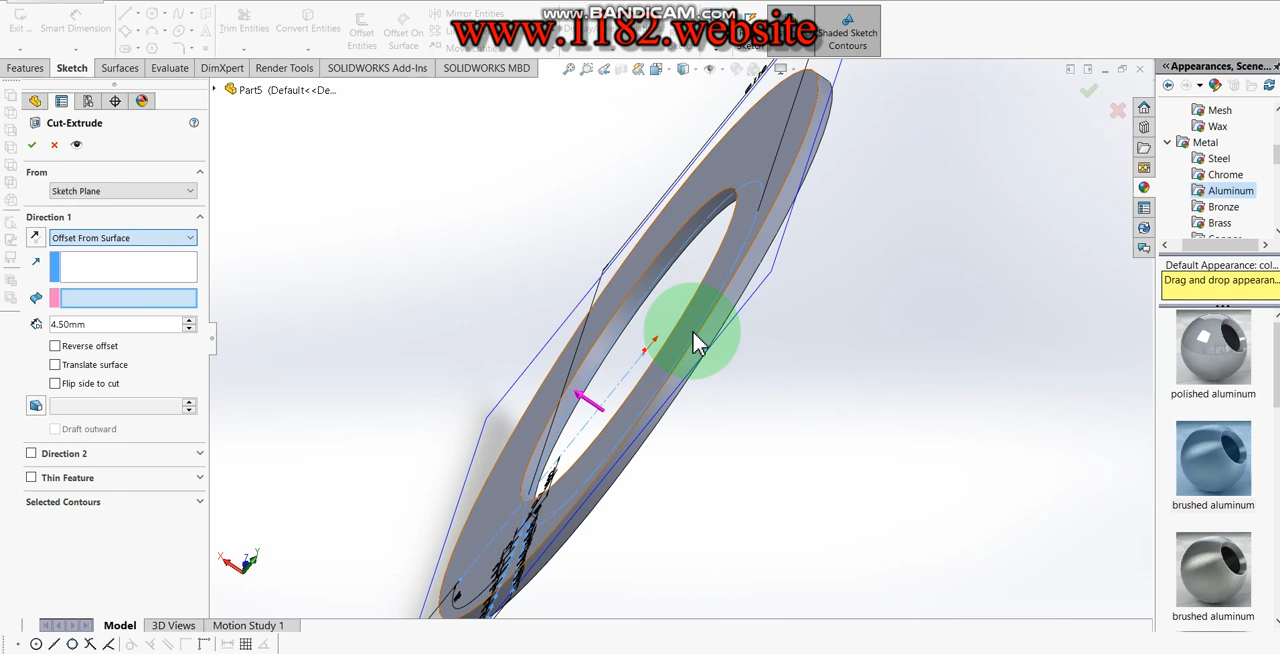 www.BANDICAM.com
www.1182.website
Exit ...
Smart Dimension
Trim Entities
Convert Entities
Offset Entities
Offset On Surface
Mirror Entities
Shaded Sketch Contours
Features
Sketch
Surfaces
Evaluate
DimXpert
Render Tools
SOLIDWORKS Add-Ins
SOLIDWORKS MBD
Part5 (Default<<De...
Cut-Extrude
From
Sketch Plane
Direction 1
Offset From Surface
4.50mm
Reverse offset
Translate surface
Flip side to cut
Draft outward
Direction 2
Thin Feature
Selected Contours
X
Y
Z
Model
3D Views
Motion Study 1
Appearances, Scene...
Mesh
Wax
Metal
Steel
Chrome
Aluminum
Bronze
Brass
Default Appearance: col...
Drag and drop appearan...
polished aluminum
brushed aluminum
brushed aluminum